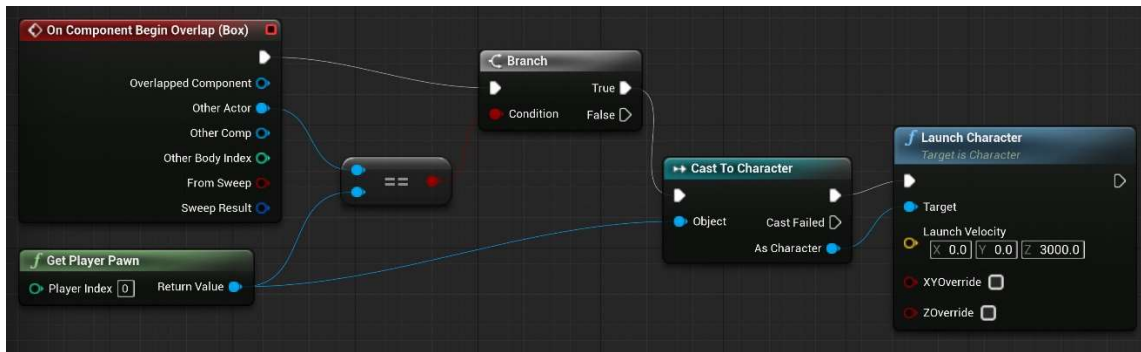 On Component Begin Overlap (Box)
Overlapped Component
Other Actor
Other Comp
Other Body Index
From Sweep
Sweep Result
Get Player Pawn
Player Index 0 Return Value
==
Branch
True
Condition False
Cast To Character
Object Cast Failed
As Character
Launch Character
Target is Character
Target
Launch Velocity
X 0.0 Y 0.0 Z 3000.0
XYOverride
ZOverride